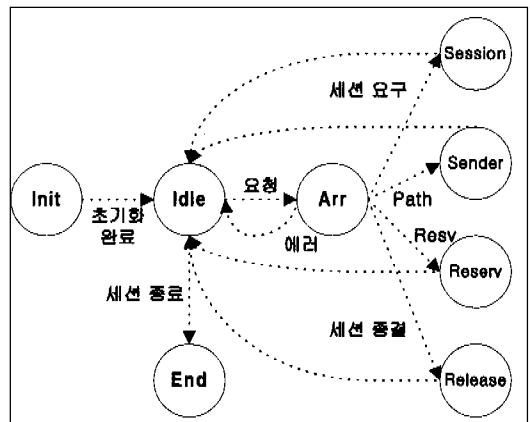 Session
세션 요구
Sender
Init
Idle
요청
Arr
Path
초기화
완료
에러
Resv
Reserv
세션 종료
세션 종결
End
Release